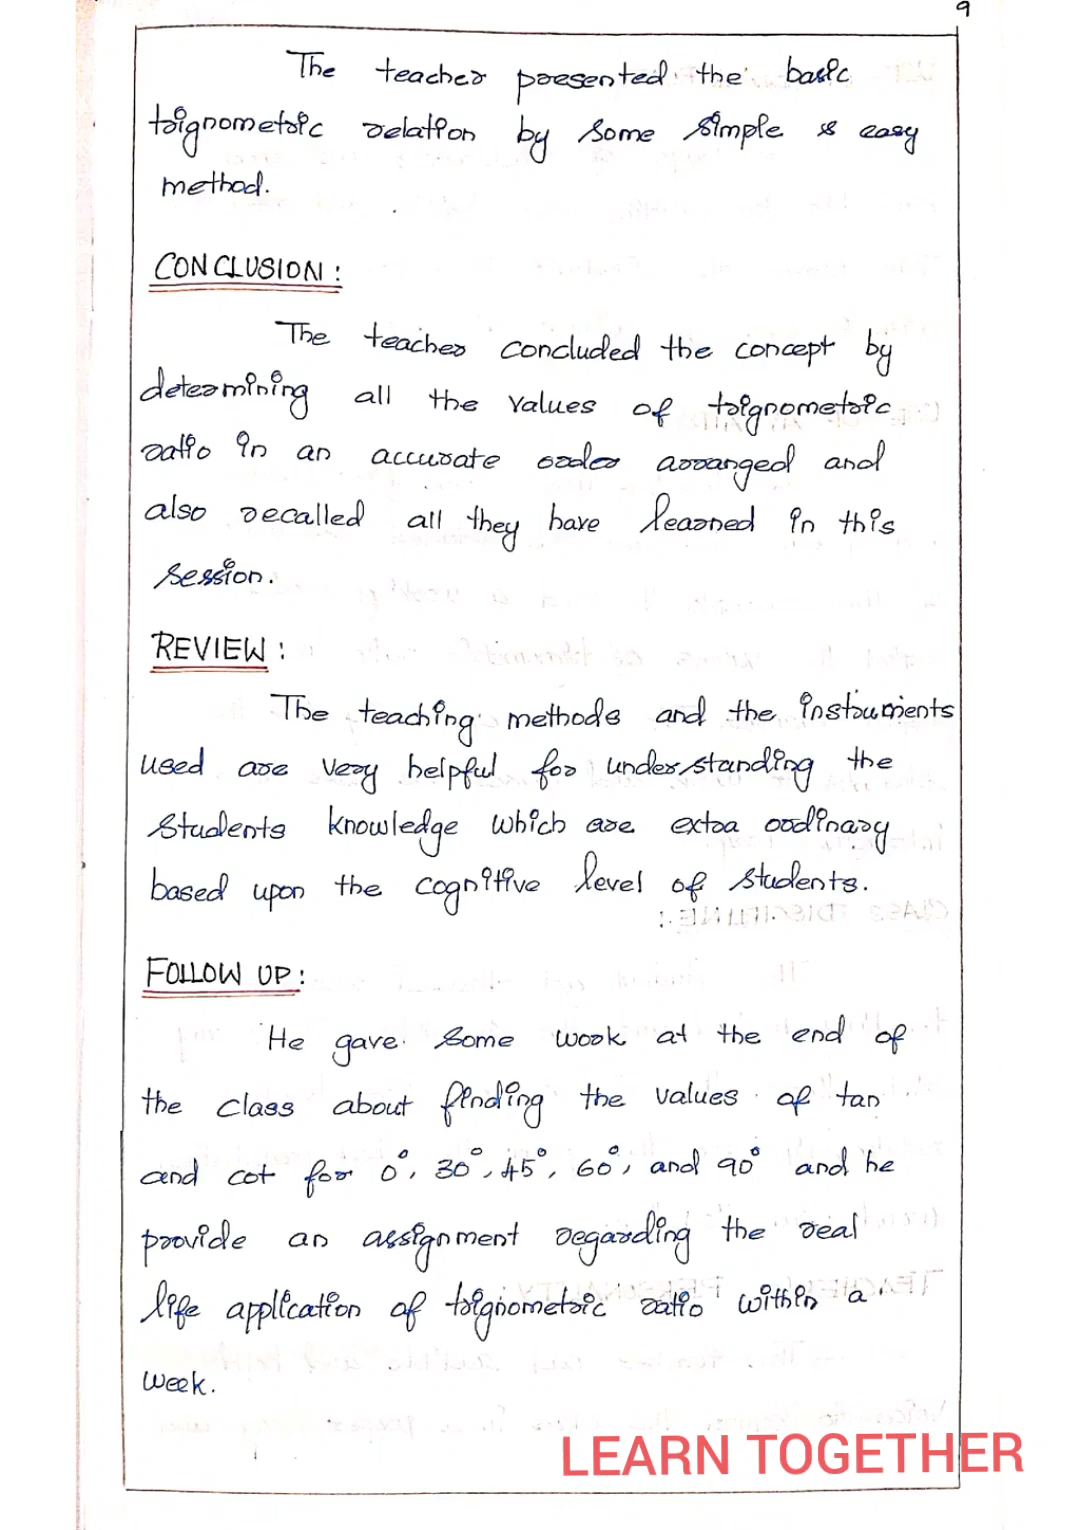 9
The teacher presented the basic
trignometric relation by some simple & easy
method.
CONCLUSION :
The teacher concluded the concept by
determining all the values of trignometric
ratio in an accurate order arranged and
also recalled all they have learned in this
session.
REVIEW :
The teaching methods and the instruments
used are very helpful for understanding the
students knowledge which are extra ordinary
based upon the cognitive level of students.
FOLLOW UP :
He gave some work at the end of
the class about finding the values of tan
and cot for 0°, 30°, 45°, 60°, and 90° and he
provide an assignment regarding the real
life application of trignometric ratio within a
week.
LEARN TOGETHER